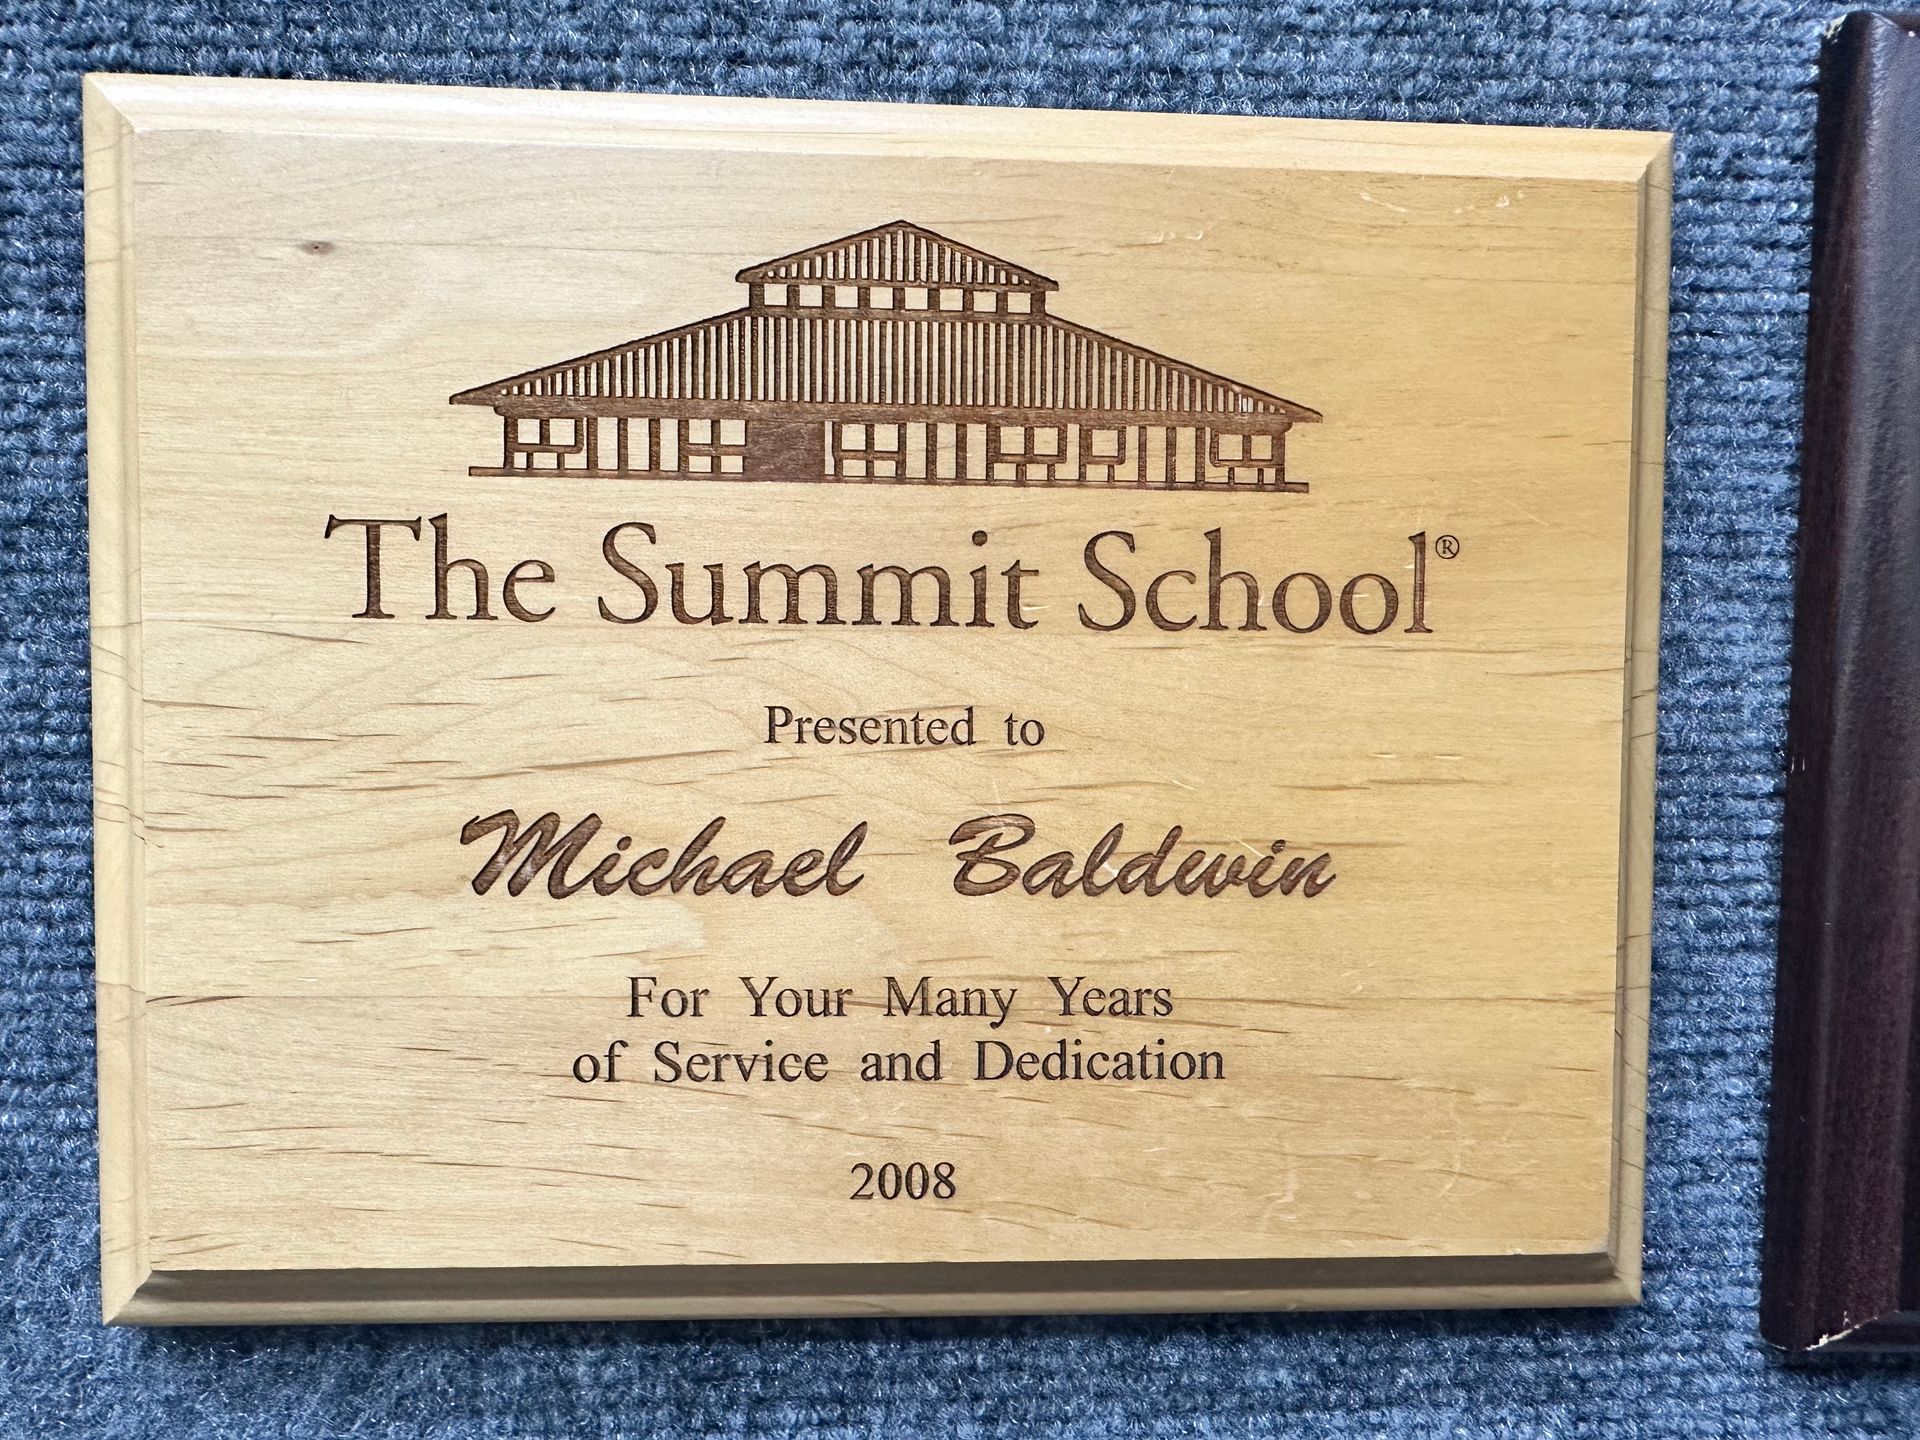 The Summit School®
Presented to
Michael Baldwin
For Your Many Years
of Service and Dedication
2008